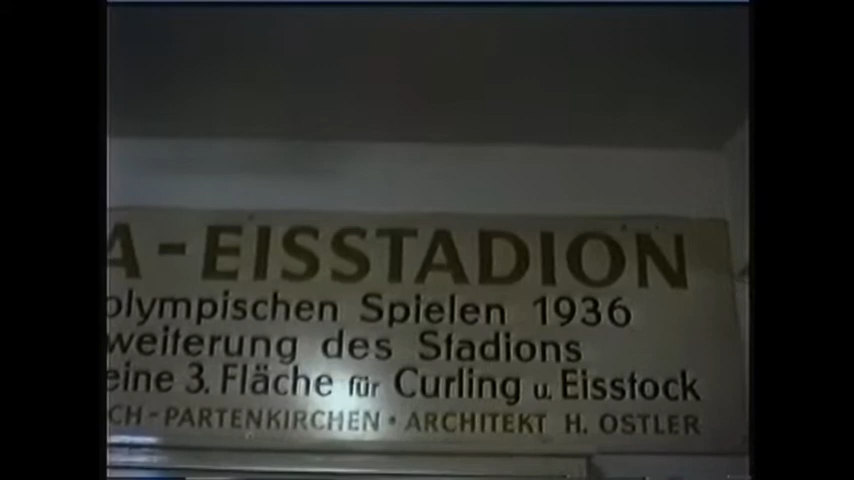 A-EISSTADION
olympischen Spielen 1936
weiterung des Stadions
eine 3. Fläche für Curling u. Eisstock
CH-PARTENKIRCHEN • ARCHITEKT H. OSTLER